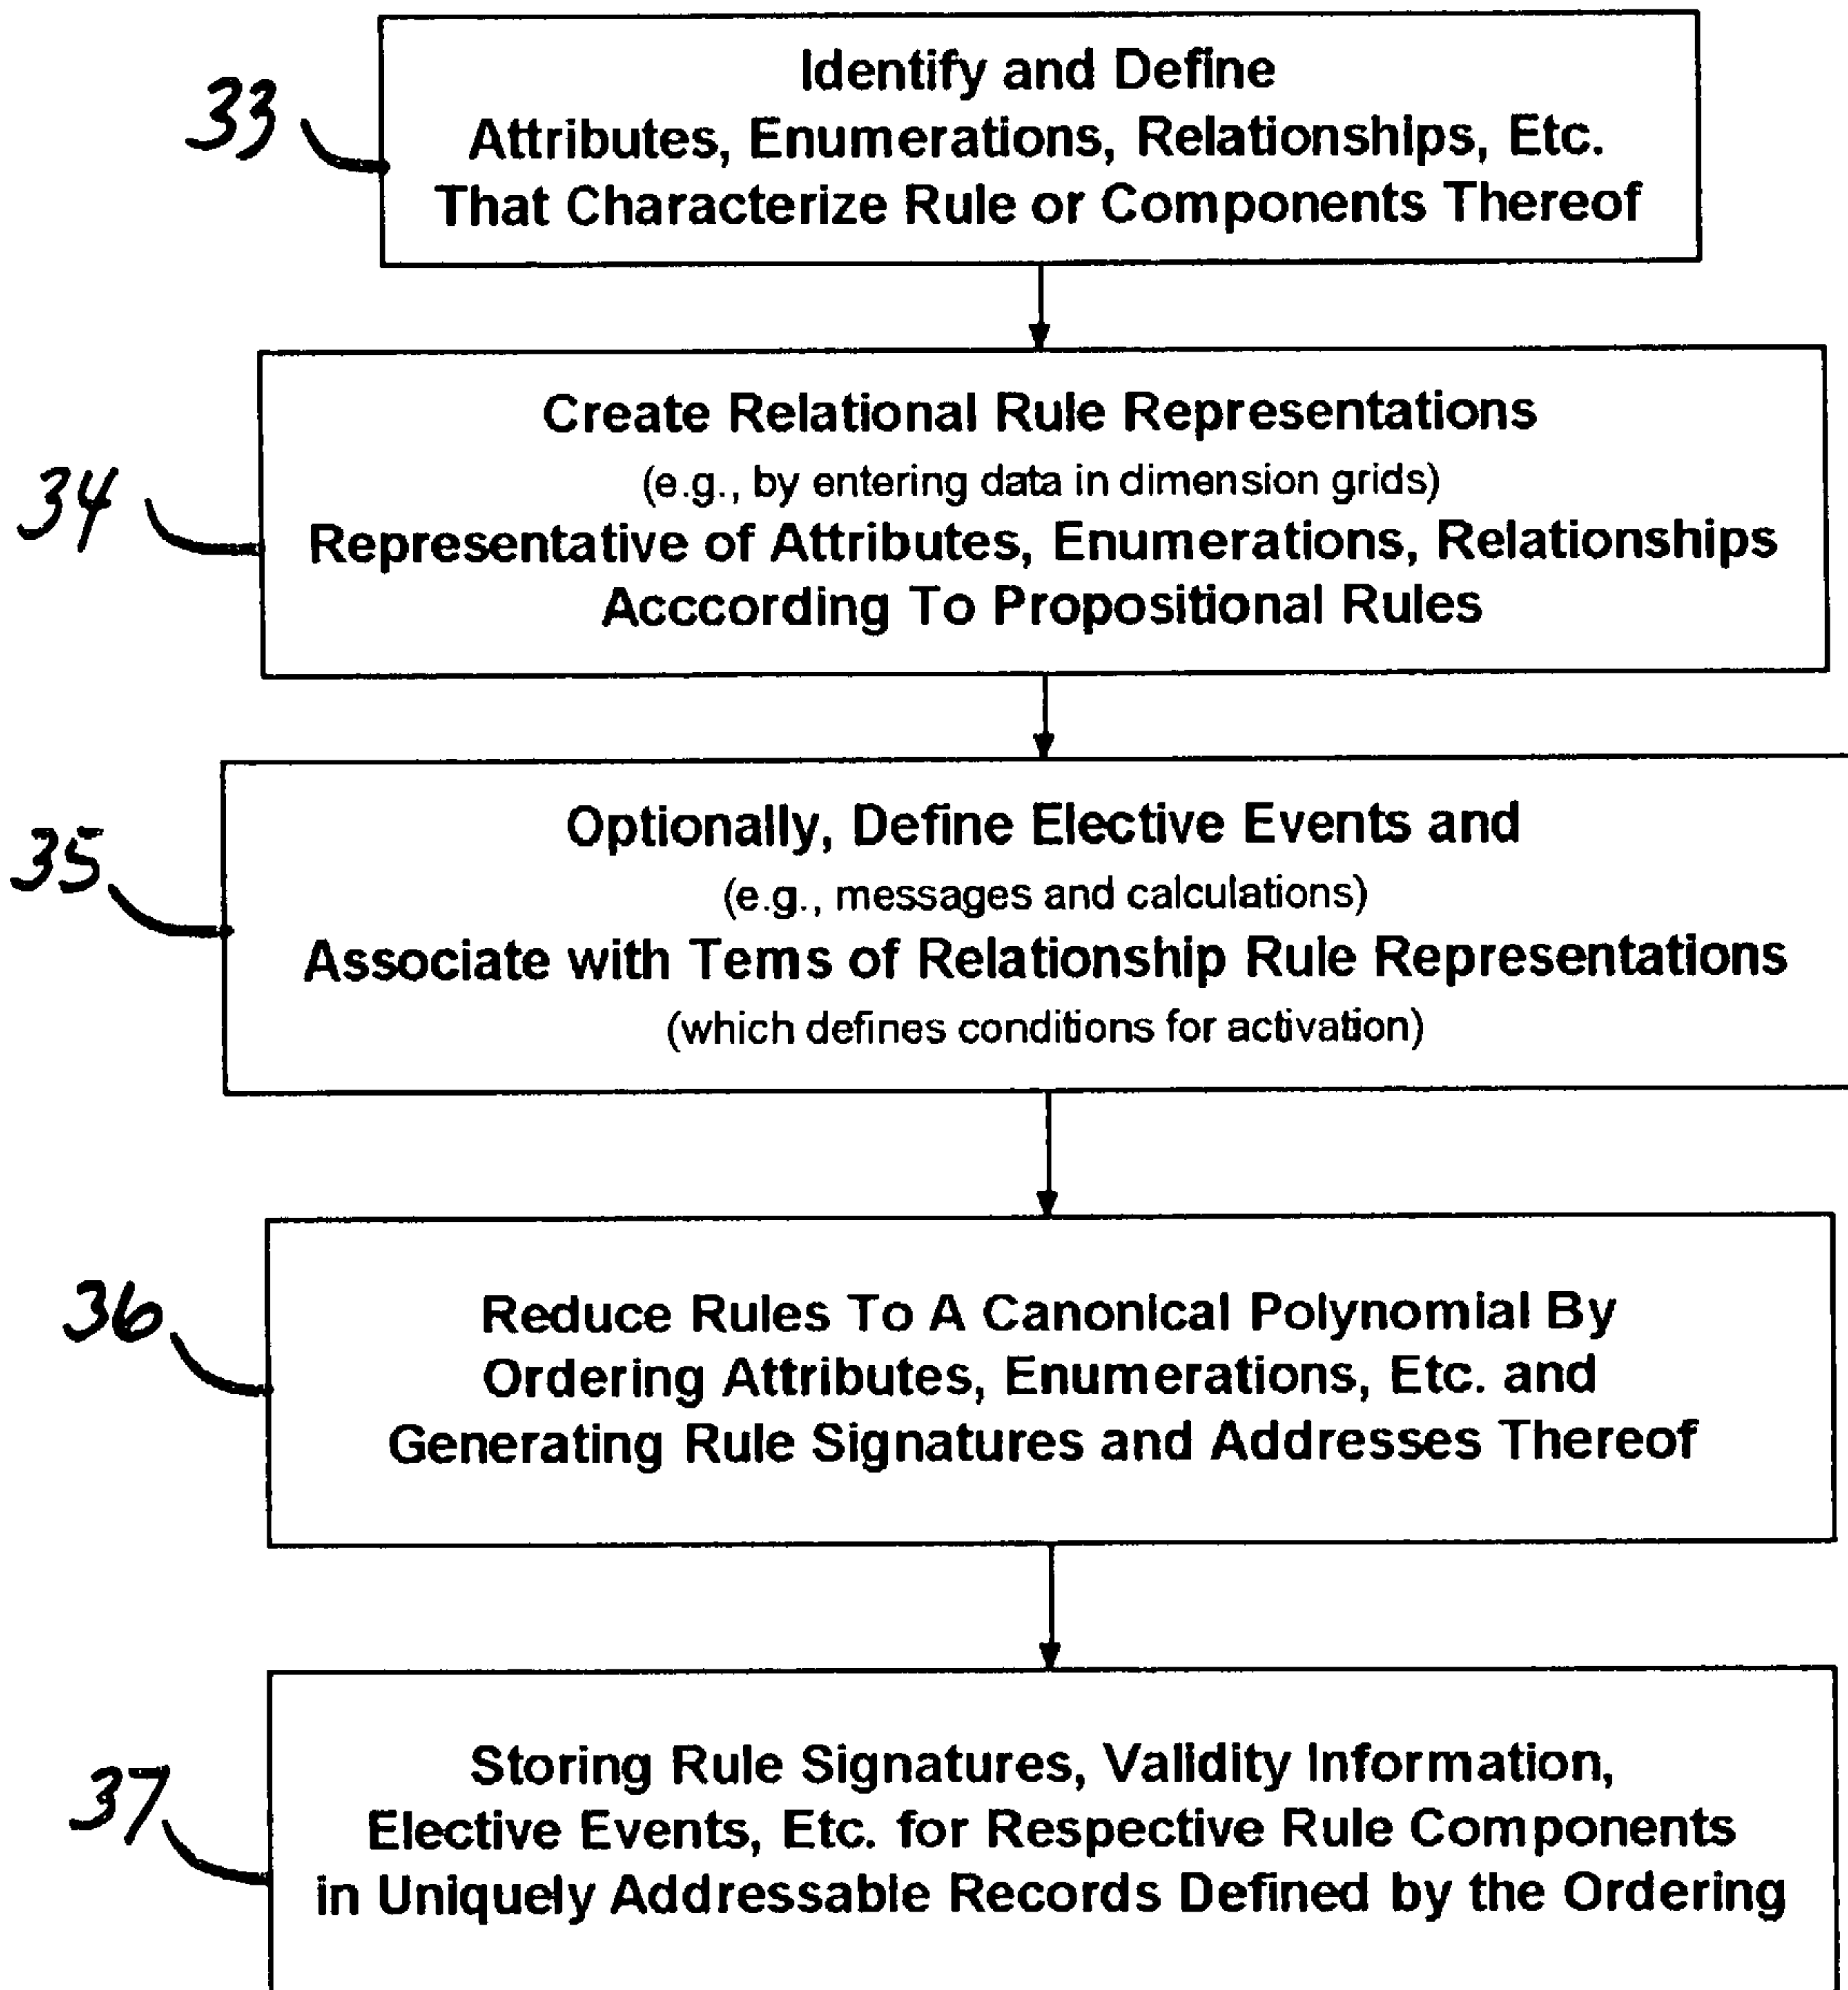 33
Identify and Define
Attributes, Enumerations, Relationships, Etc.
That Characterize Rule or Components Thereof
34
Create Relational Rule Representations
(e.g., by entering data in dimension grids)
Representative of Attributes, Enumerations, Relationships
Acccording To Propositional Rules
35
Optionally, Define Elective Events and
(e.g., messages and calculations)
Associate with Tems of Relationship Rule Representations
(which defines conditions for activation)
36
Reduce Rules To A Canonical Polynomial By
Ordering Attributes, Enumerations, Etc. and
Generating Rule Signatures and Addresses Thereof
37
Storing Rule Signatures, Validity Information,
Elective Events, Etc. for Respective Rule Components
in Uniquely Addressable Records Defined by the Ordering